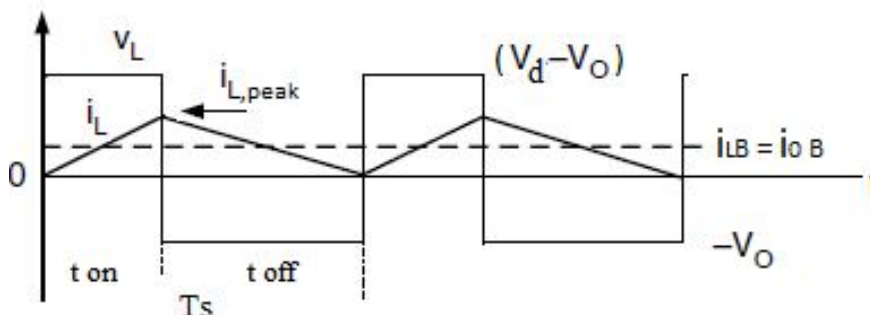 vL
(Vd–VO)
iL,peak
iL
iLB = iO B
0
–VO
t on
t off
Ts